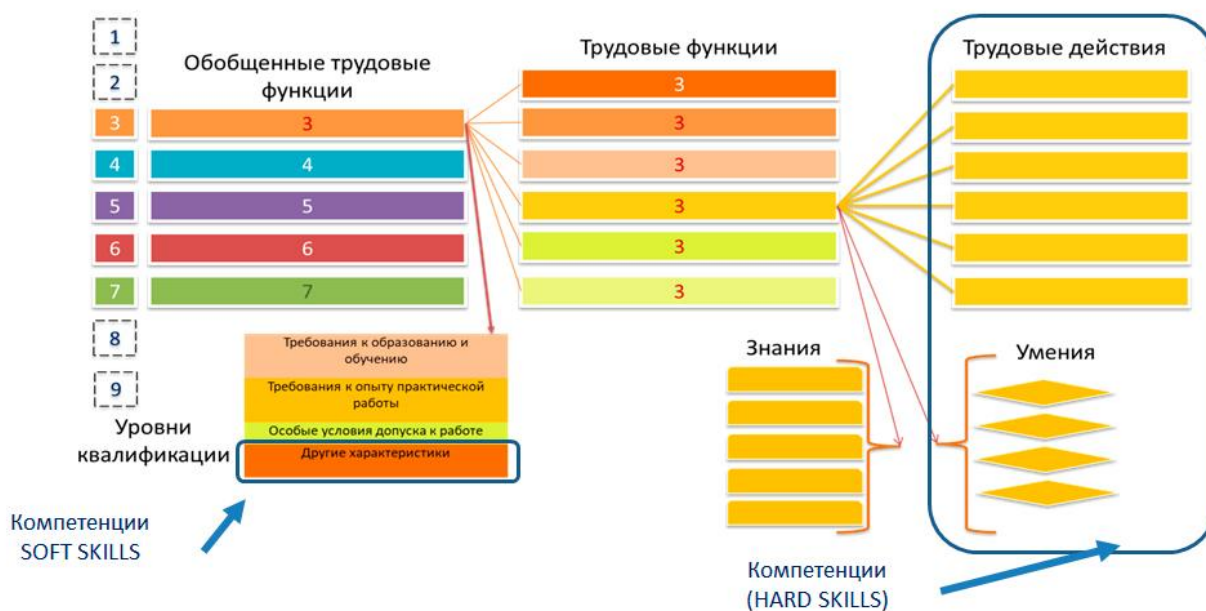 1
2
3
4
5
6
7
8
9
Уровни
квалификации
Обобщенные трудовые
функции
3
4
5
6
7
Требования к образованию и
обучению
Требования к опыту практической
работы
Особые условия допуска к работе
Другие характеристики
Компетенции
SOFT SKILLS
Трудовые функции
3
3
3
3
3
3
Трудовые действия
Знания
Умения
Компетенции
(HARD SKILLS)